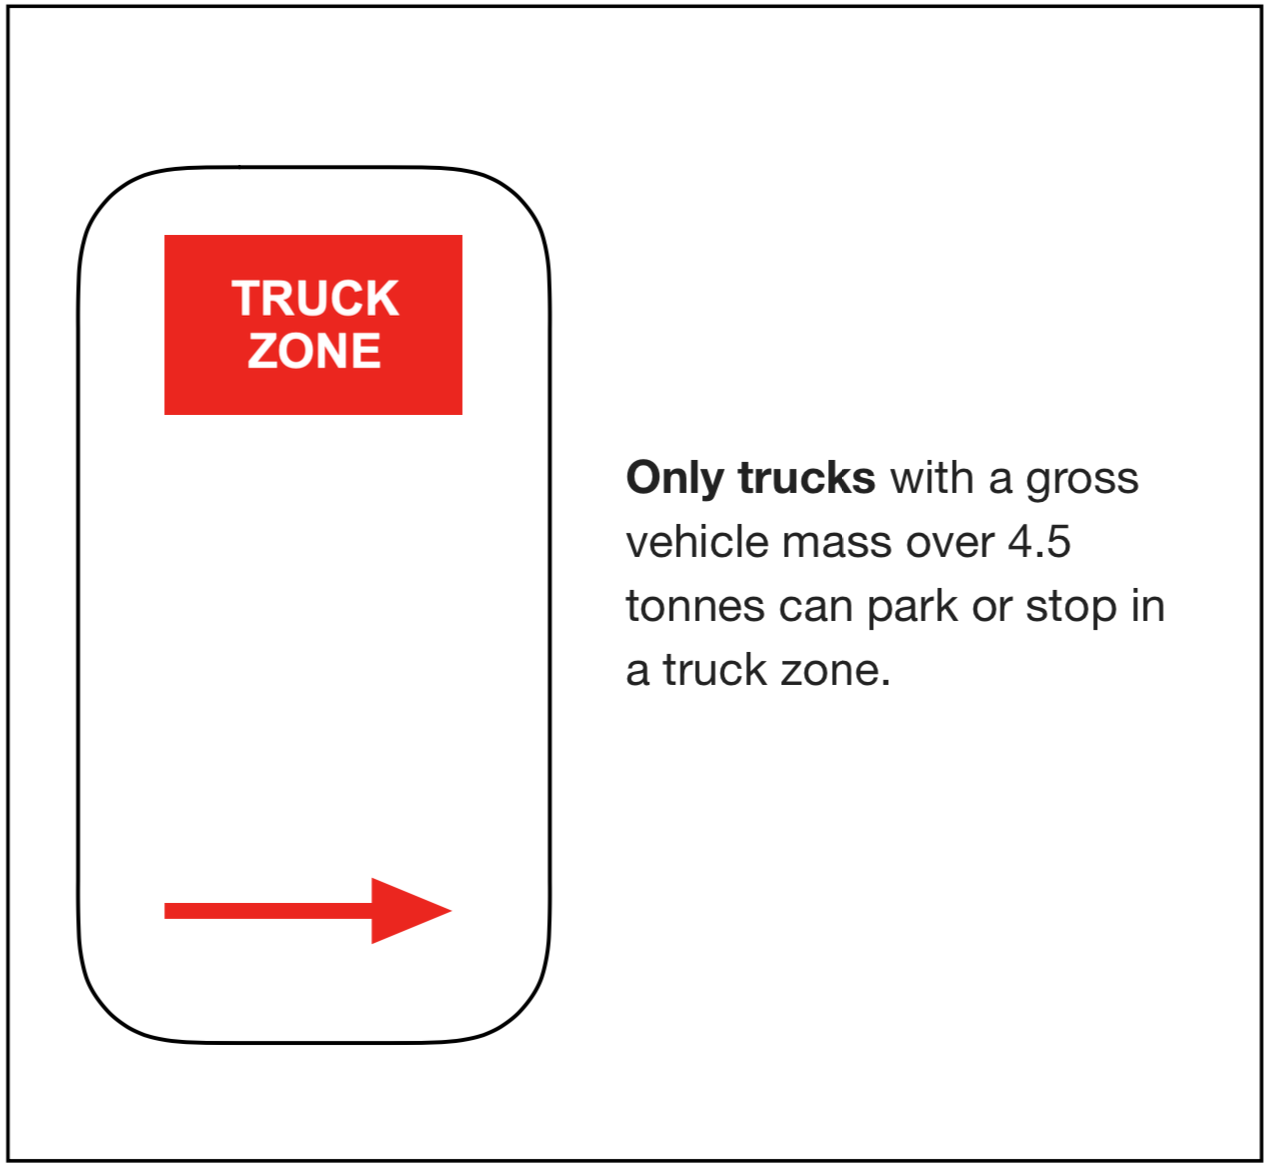 TRUCK
ZONE
Only trucks with a gross
vehicle mass over 4.5
tonnes can park or stop in
a truck zone.